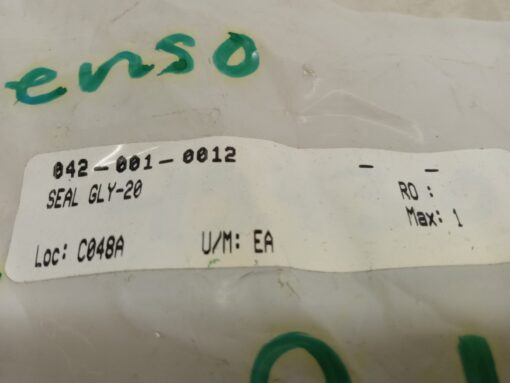 enso
042-001-0012 - -
SEAL GLY-20
RO :
Max: 1
Loc: C048A U/M: EA